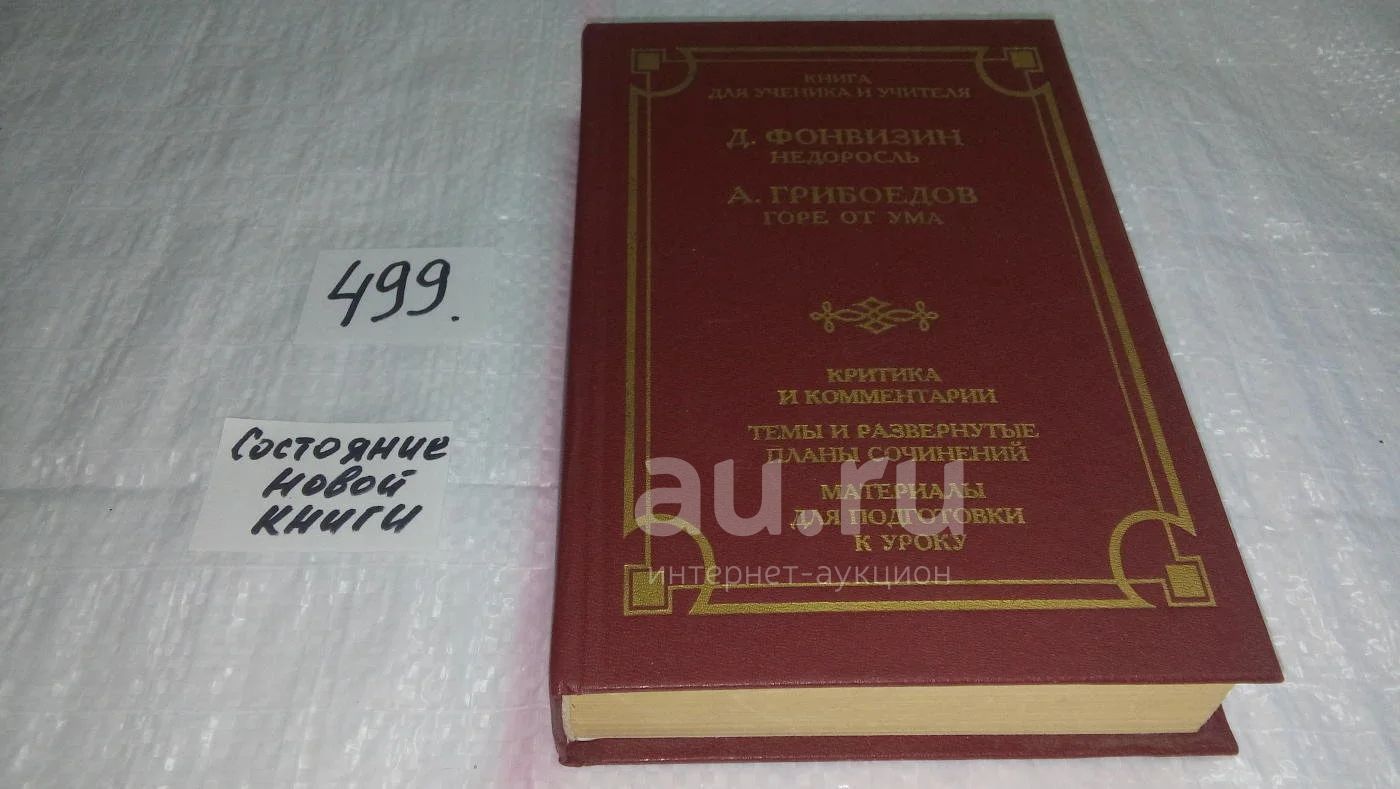 КНИГА
ДЛЯ УЧЕНИКА И УЧИТЕЛЯ
Д. ФОНВИЗИН
НЕДОРОСЛЬ
А. ГРИБОЕДОВ
ГОРЕ ОТ УМА
КРИТИКА
И КОММЕНТАРИИ
ТЕМЫ И РАЗВЕРНУТЫЕ
ПЛАНЫ СОЧИНЕНИЙ
МАТЕРИАЛЫ
ДЛЯ ПОДГОТОВКИ
К УРОКУ
499.
Состояние
новой
книги
au.ru
интернет-аукцион